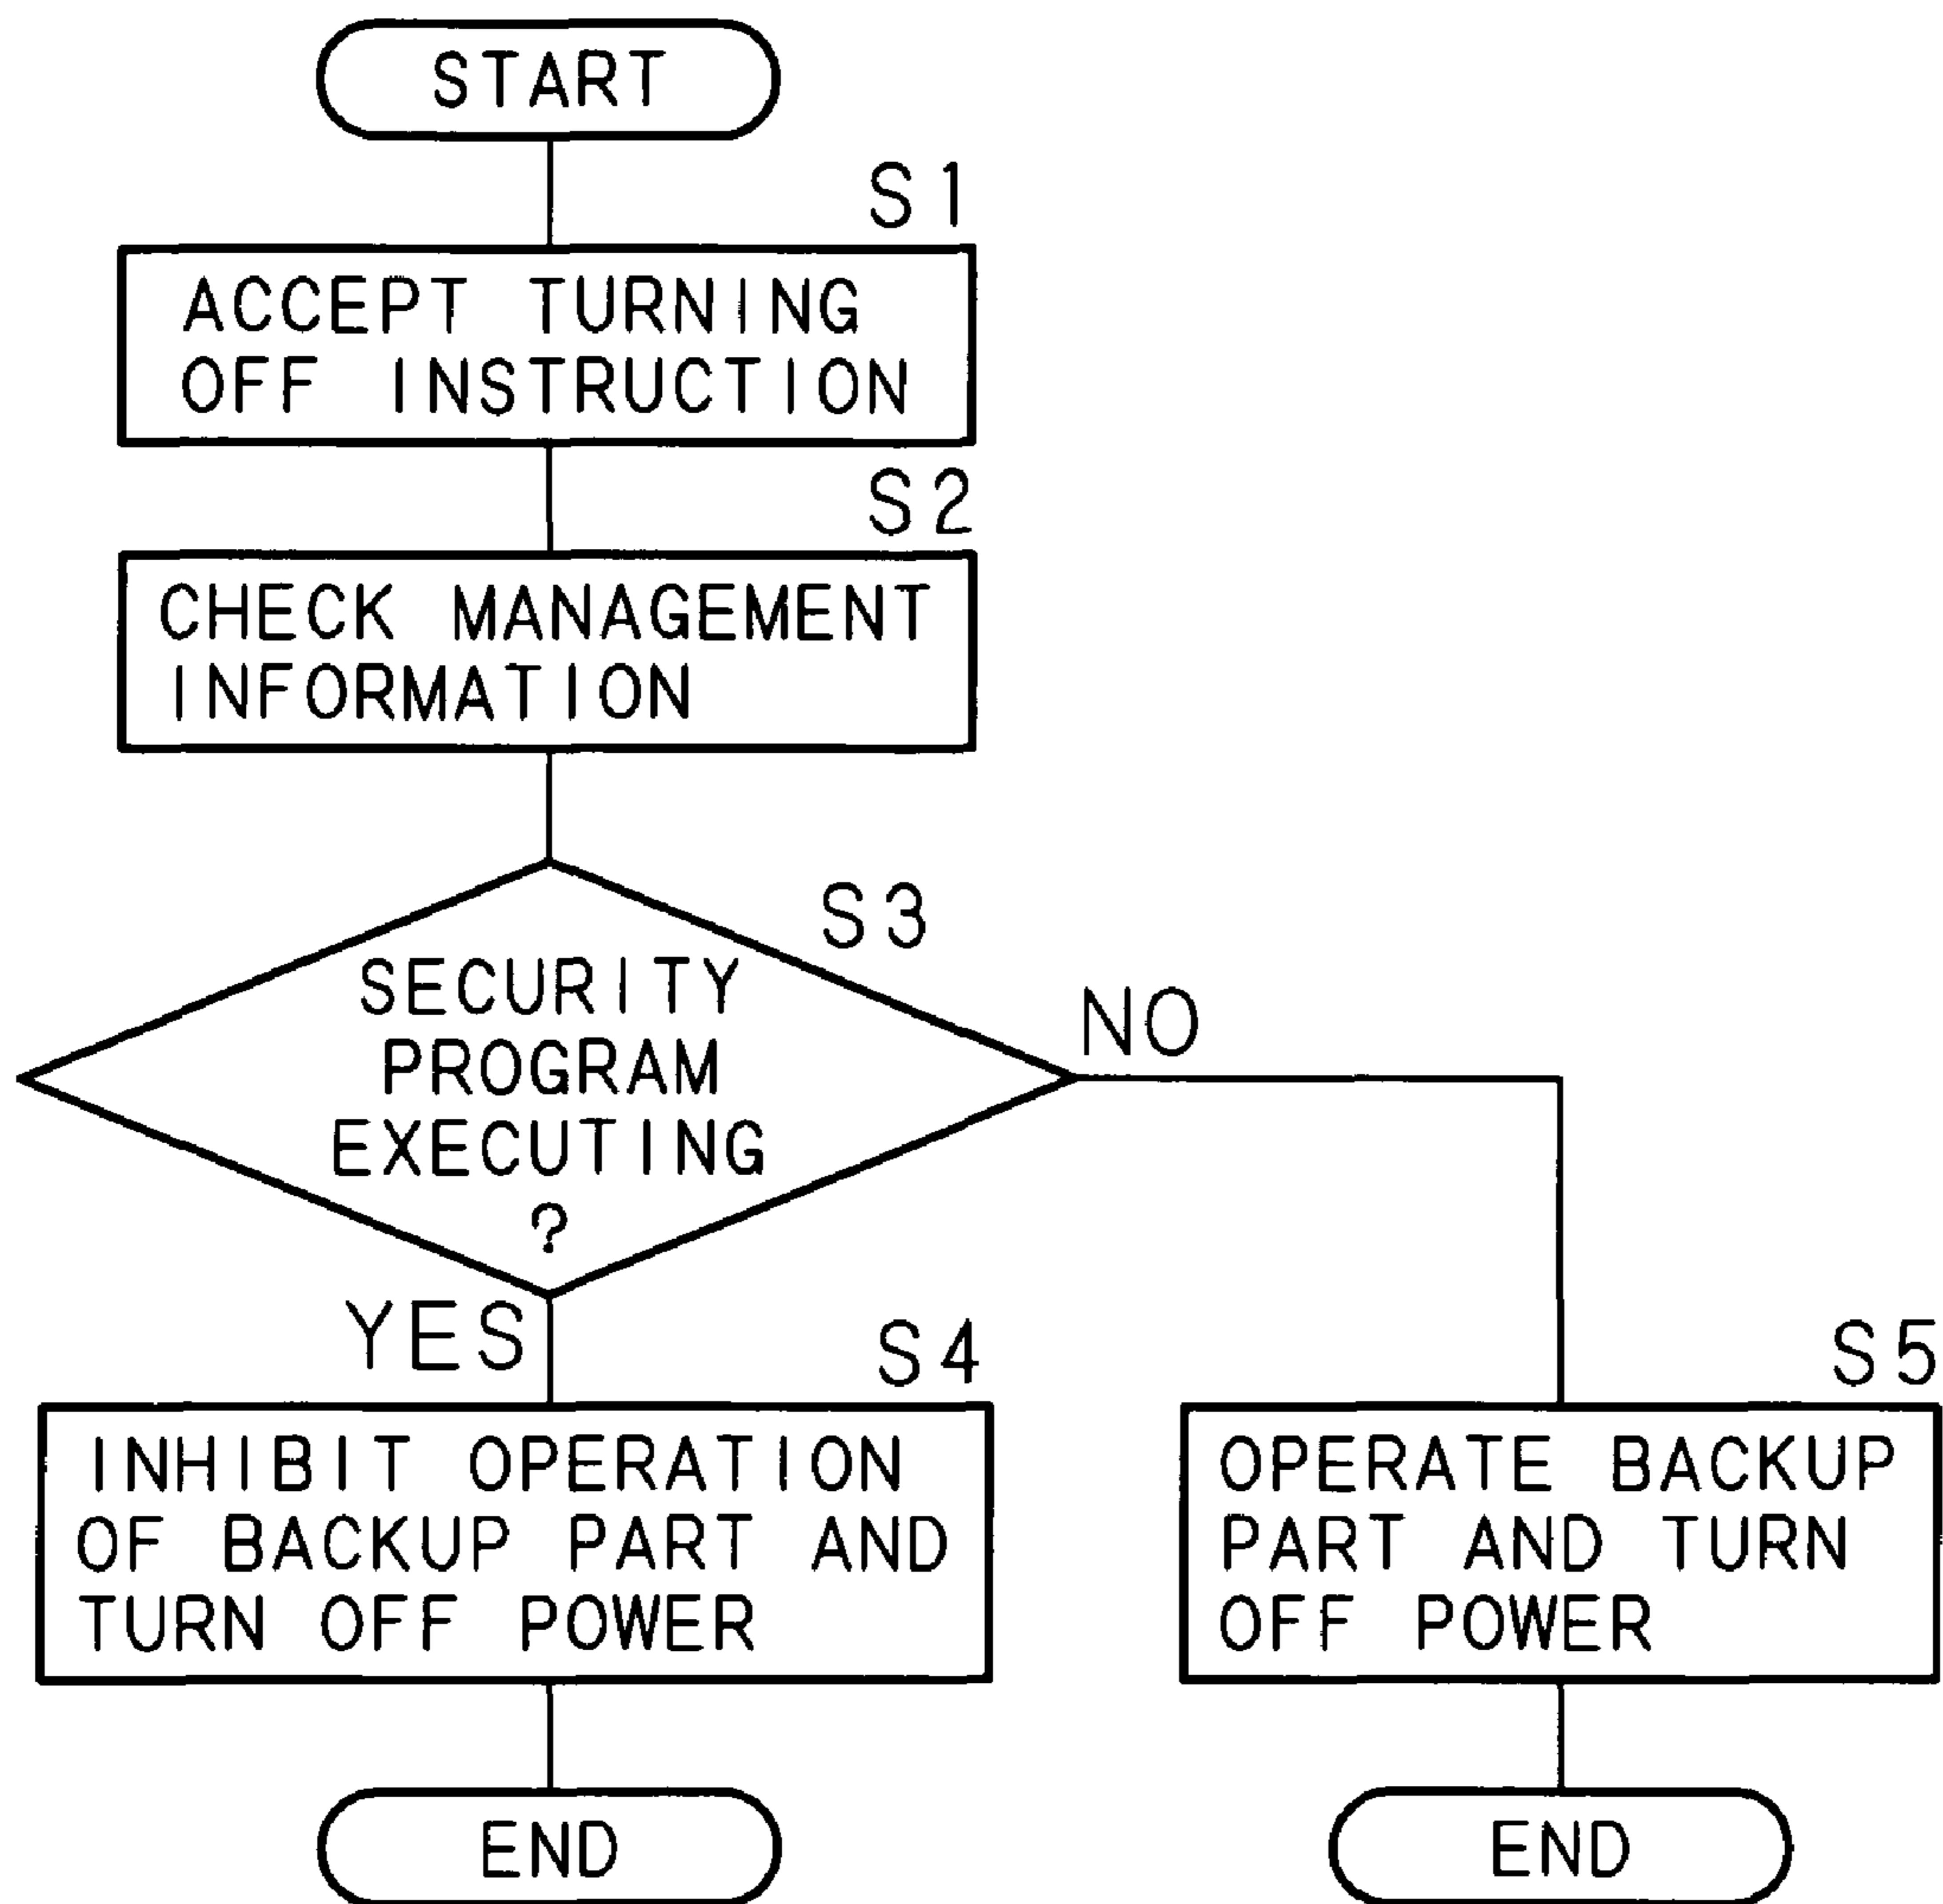 START
S1
ACCEPT TURNING
OFF INSTRUCTION
S2
CHECK MANAGEMENT
INFORMATION
S3
SECURITY
PROGRAM
EXECUTING
?
NO
YES
S4
INHIBIT OPERATION
OF BACKUP PART AND
TURN OFF POWER
END
S5
OPERATE BACKUP
PART AND TURN
OFF POWER
END